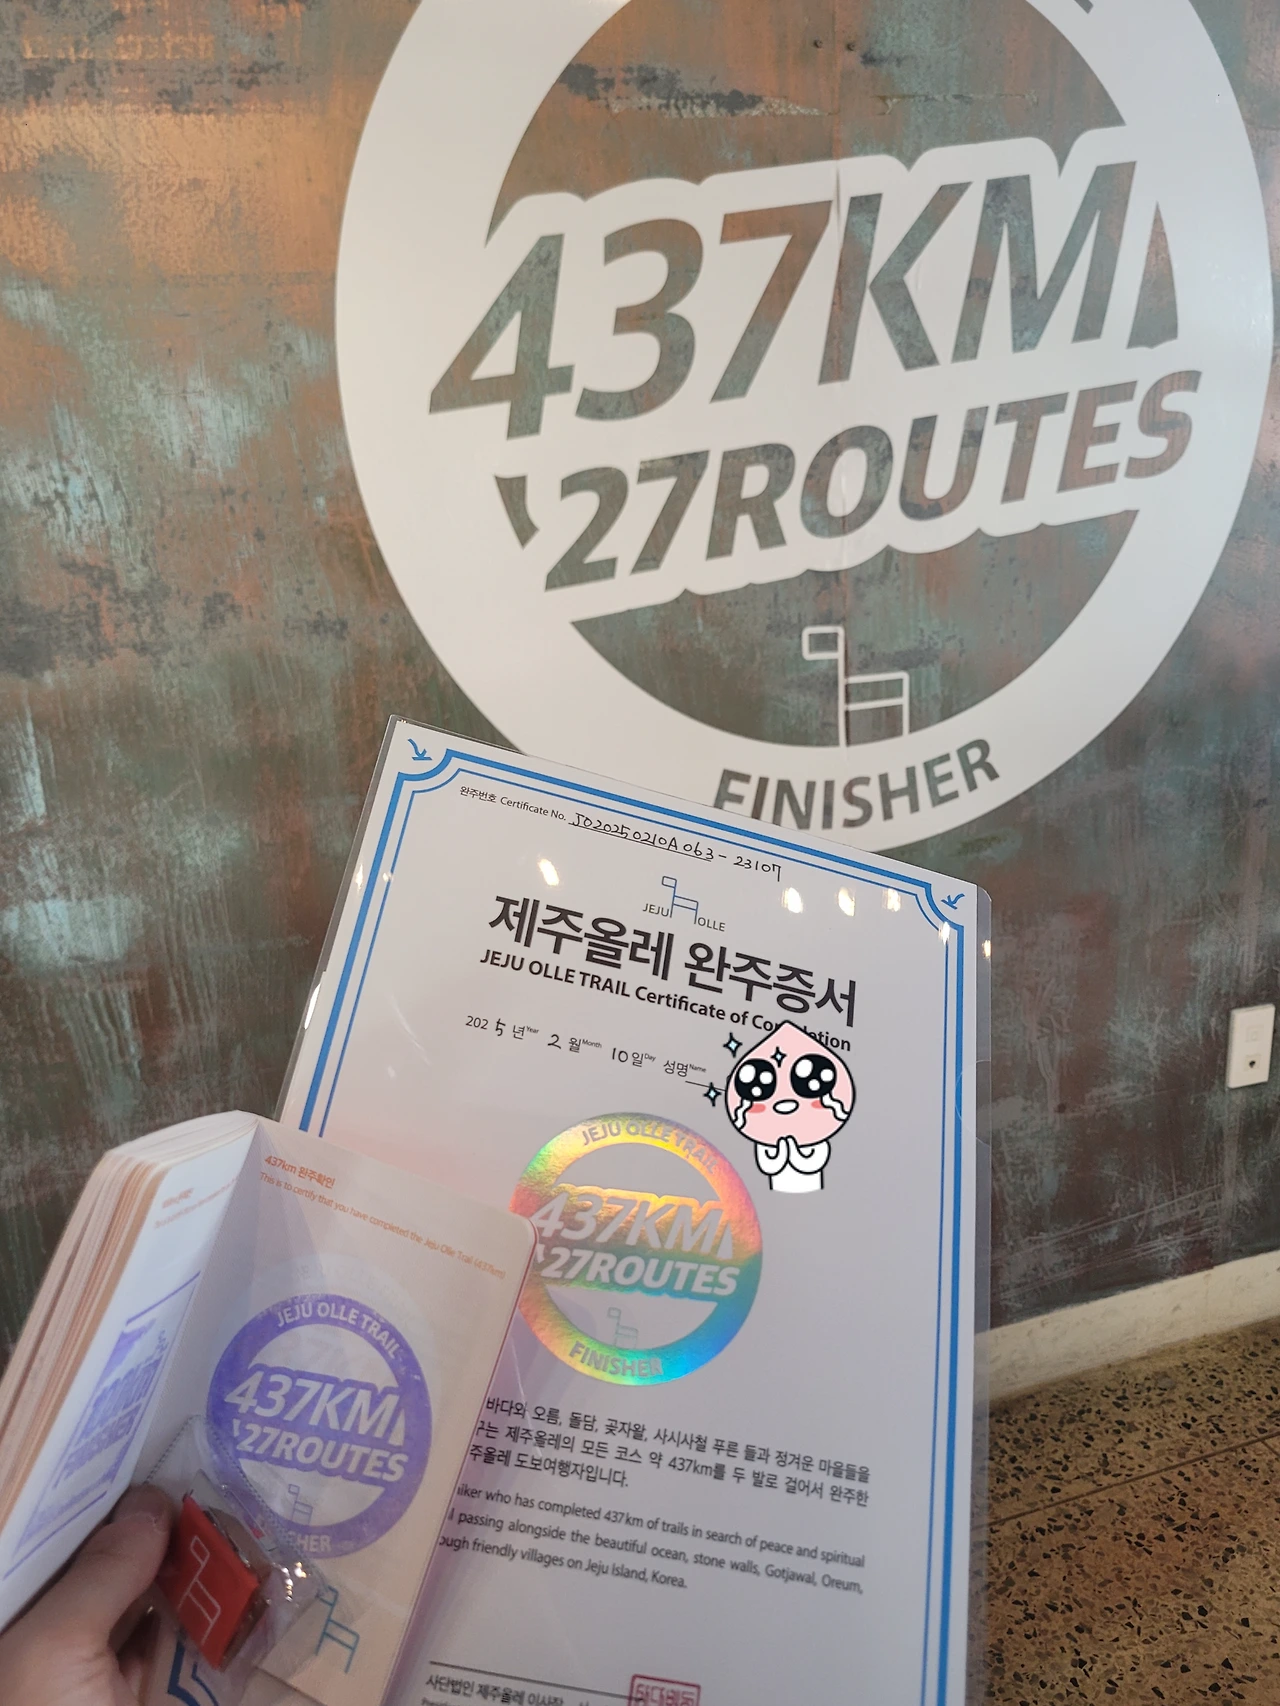 437KM
27ROUTES
FINISHER
완주번호 Certificate No. JO20250210A063-23107
JEJU OLLE
제주올레 완주증서
JEJU OLLE TRAIL Certificate of
2025년Year 2월Month 10일Day 성명Name
JEJU OLLE TRAIL
437KM
27ROUTES
FINISHER
바다와 오름, 돌담, 곶자왈, 사시사철 푸른 들과 정겨운 마을들을
제주올레의 모든 코스 약 437km를 두 발로 걸어서 완주한
도보여행자입니다.
who has completed 437km of trails in search of peace and spiritual
passing alongside the beautiful ocean, stone walls, Gotjawal, Oreum,
friendly villages on Jeju Island, Korea.
사단법인 제주올레 이사장
437km 완주확인
This is to certify that you have completed the Jeju Olle Trail (437km)
JEJU OLLE TRAIL
437KM
27ROUTES